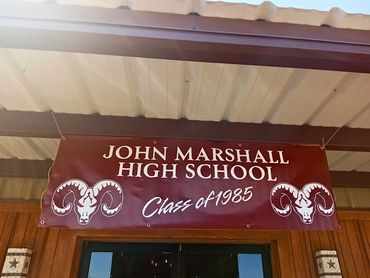 JOHN MARSHALL
HIGH SCHOOL
Class of 1985